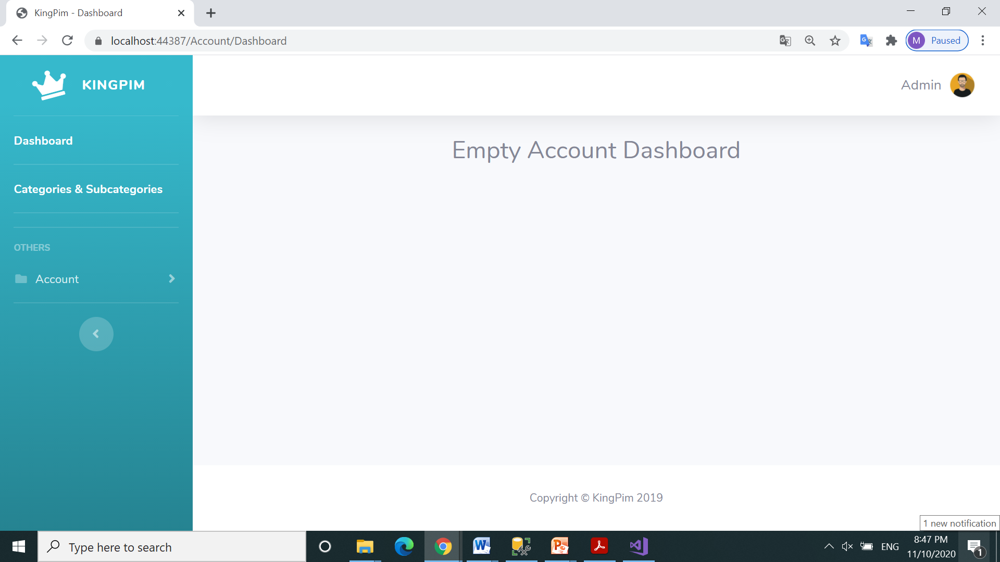 KingPim - Dashboard
localhost:44387/Account/Dashboard
M Paused
KINGPIM
Admin
Dashboard
Empty Account Dashboard
Categories & Subcategories
OTHERS
Account
Copyright © KingPim 2019
1 new notification
Type here to search
ENG
8:47 PM
11/10/2020
1